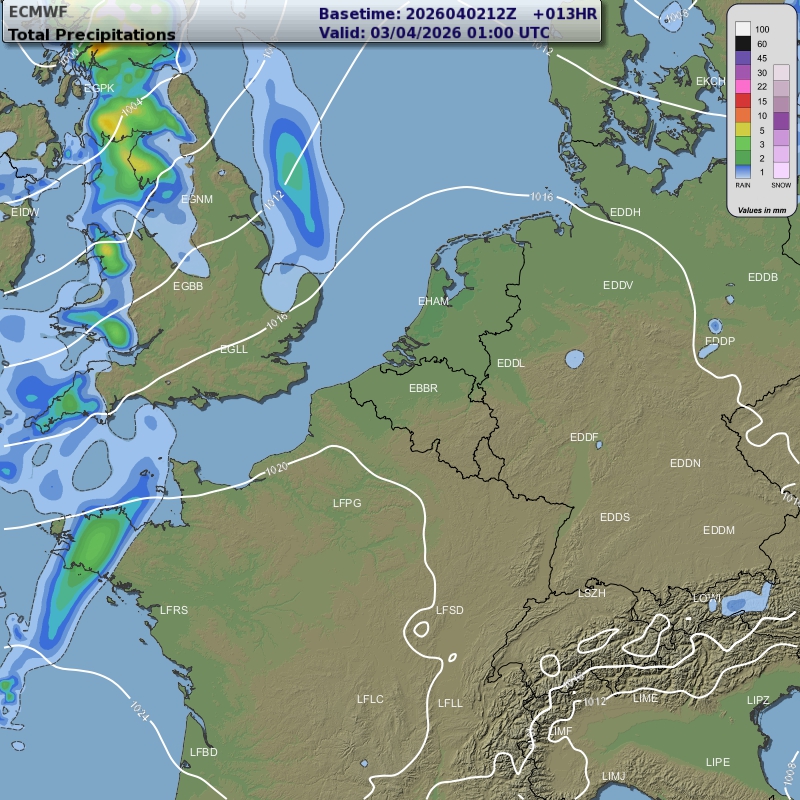 ECMWF
Total Precipitations
Basetime: 2026040212Z +013HR
Valid: 03/04/2026 01:00 UTC
100
60
45
30
22
15
10
5
3
2
1
RAIN SNOW
Values in mm
1008
1012
EGPK
EKCH
1004
EIDW
EGNM
1012
1016
EDDH
EGBB
EDDV
EDDB
EHAM
1016
EGLL
EDDP
EDDL
EBBR
EDDF
1020
EDDN
LFPG
EDDS
EDDM
LSZH
LOWI
LFRS
LFSD
1012
LFLC
LFLL
LIME
LIPZ
1024
LIMF
LFBD
LIPE
LIMJ
1008